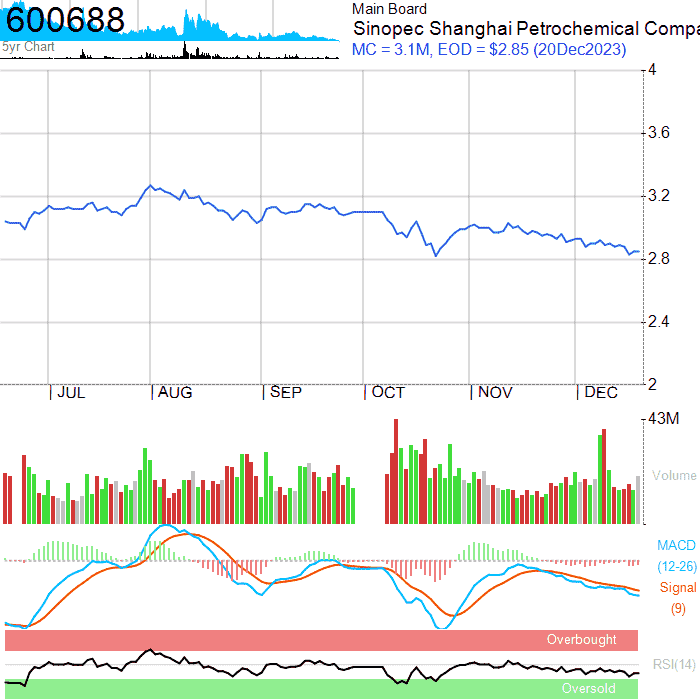 600688
5yr Chart
Main Board
Sinopec Shanghai Petrochemical Compa
MC = 3.1M, EOD = $2.85 (20Dec2023)
4
3.6
3.2
2.8
2.4
2
JUL AUG SEP OCT NOV DEC
43M
Volume
MACD
(12-26)
Signal
(9)
Overbought
RSI(14)
Oversold